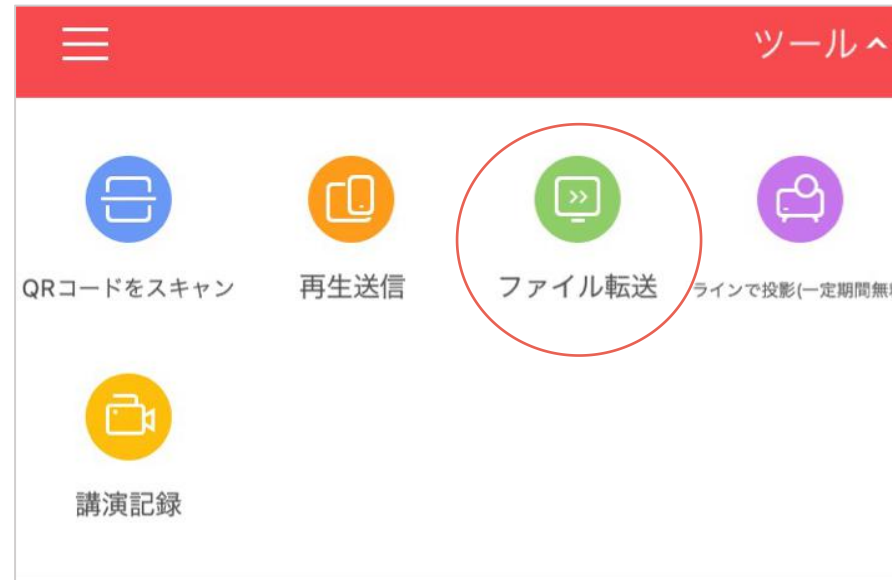 ツール
QRコードをスキャン
再生送信
ファイル転送
ラインで投影(一定期間無
講演記録